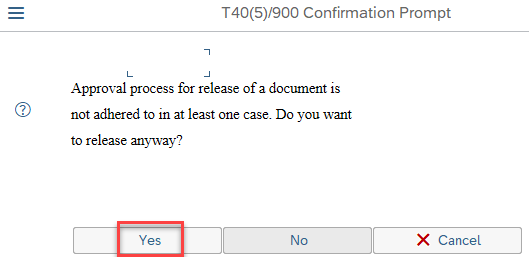 T40(5)/900 Confirmation Prompt
Approval process for release of a document is
not adhered to in at least one case. Do you want
to release anyway?
Yes
No
Cancel